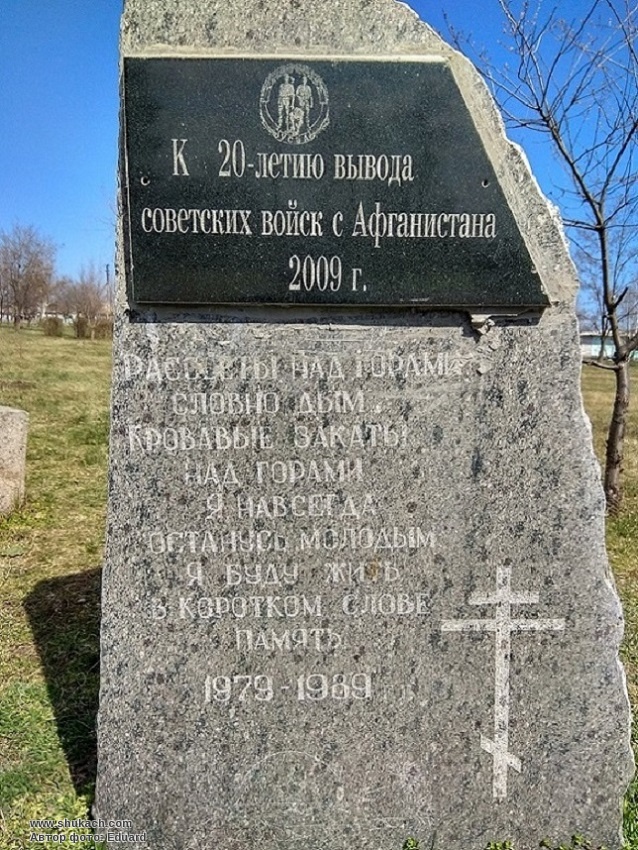 К 20-летию вывода
советских войск с Афганистана
2009 г.
РАССВЕТЫ НАД ГОРАМИ
СЛОВНО ДЫМ.
КРОВАВЫЕ ЗАКАТЫ
НАД ГОРАМИ
Я НАВСЕГДА
ОСТАНУСЬ МОЛОДЫМ
Я БУДУ ЖИТЬ
В КОРОТКОМ СЛОВЕ
ПАМЯТЬ
1979-1989
www.shukach.com
Автор фото: Eduard